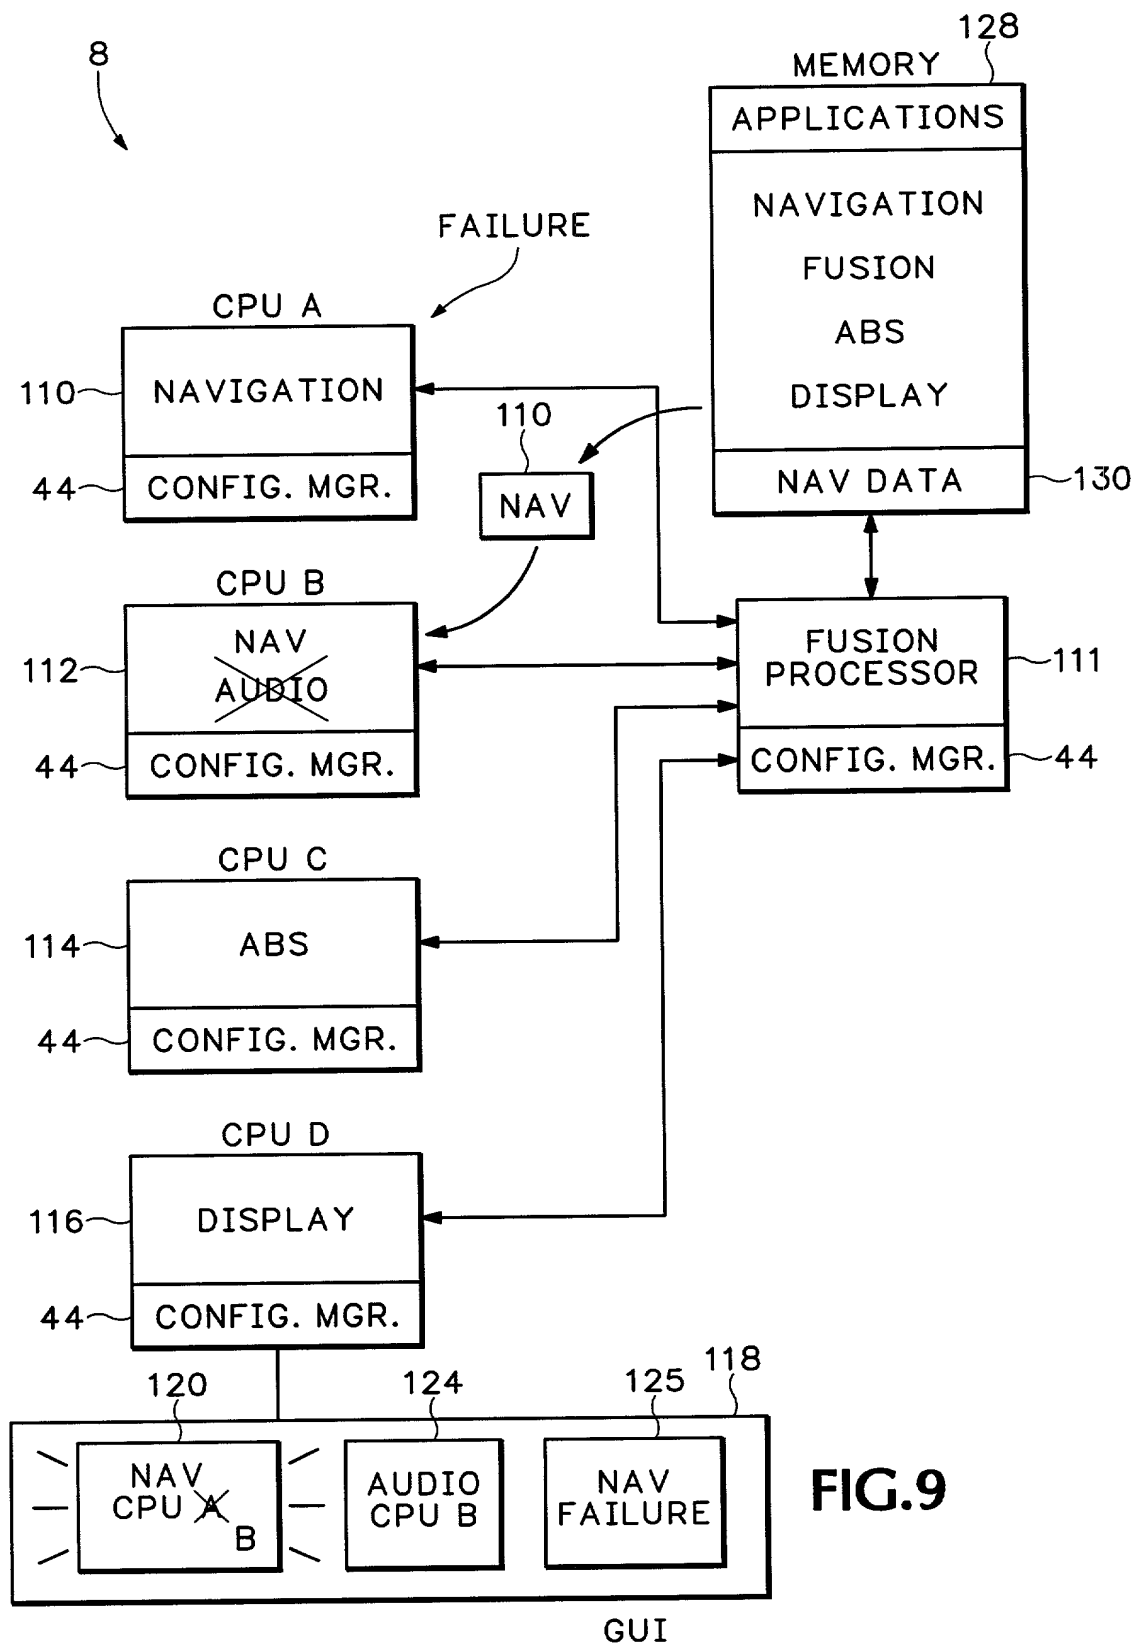 8
128
MEMORY
APPLICATIONS
NAVIGATION
FUSION
ABS
DISPLAY
NAV DATA
130
FAILURE
CPU A
110
NAVIGATION
44
CONFIG. MGR.
110
NAV
CPU B
112
NAV
AUDIO
44
CONFIG. MGR.
FUSION
PROCESSOR
111
CONFIG. MGR.
44
CPU C
114
ABS
44
CONFIG. MGR.
CPU D
116
DISPLAY
44
CONFIG. MGR.
118
120
NAV
CPU A
B
124
AUDIO
CPU B
125
NAV
FAILURE
GUI
FIG.9